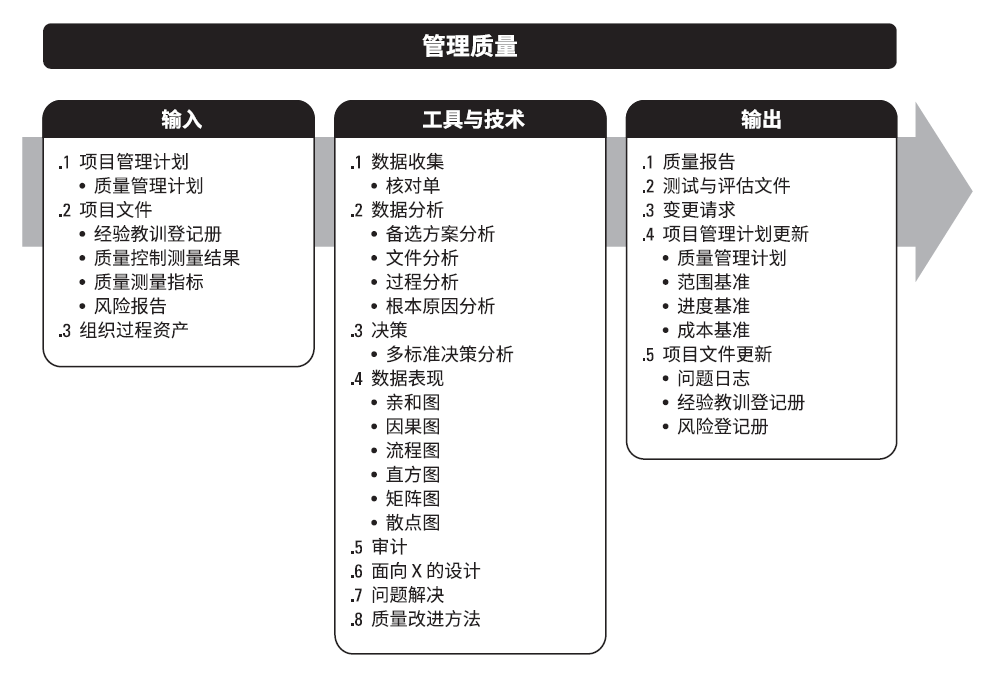 管理质量
输入
.1 项目管理计划
• 质量管理计划
.2 项目文件
• 经验教训登记册
• 质量控制测量结果
• 质量测量指标
• 风险报告
.3 组织过程资产
工具与技术
.1 数据收集
• 核对单
.2 数据分析
• 备选方案分析
• 文件分析
• 过程分析
• 根本原因分析
.3 决策
• 多标准决策分析
.4 数据表现
• 亲和图
• 因果图
• 流程图
• 直方图
• 矩阵图
• 散点图
.5 审计
.6 面向 X 的设计
.7 问题解决
.8 质量改进方法
输出
.1 质量报告
.2 测试与评估文件
.3 变更请求
.4 项目管理计划更新
• 质量管理计划
• 范围基准
• 进度基准
• 成本基准
.5 项目文件更新
• 问题日志
• 经验教训登记册
• 风险登记册